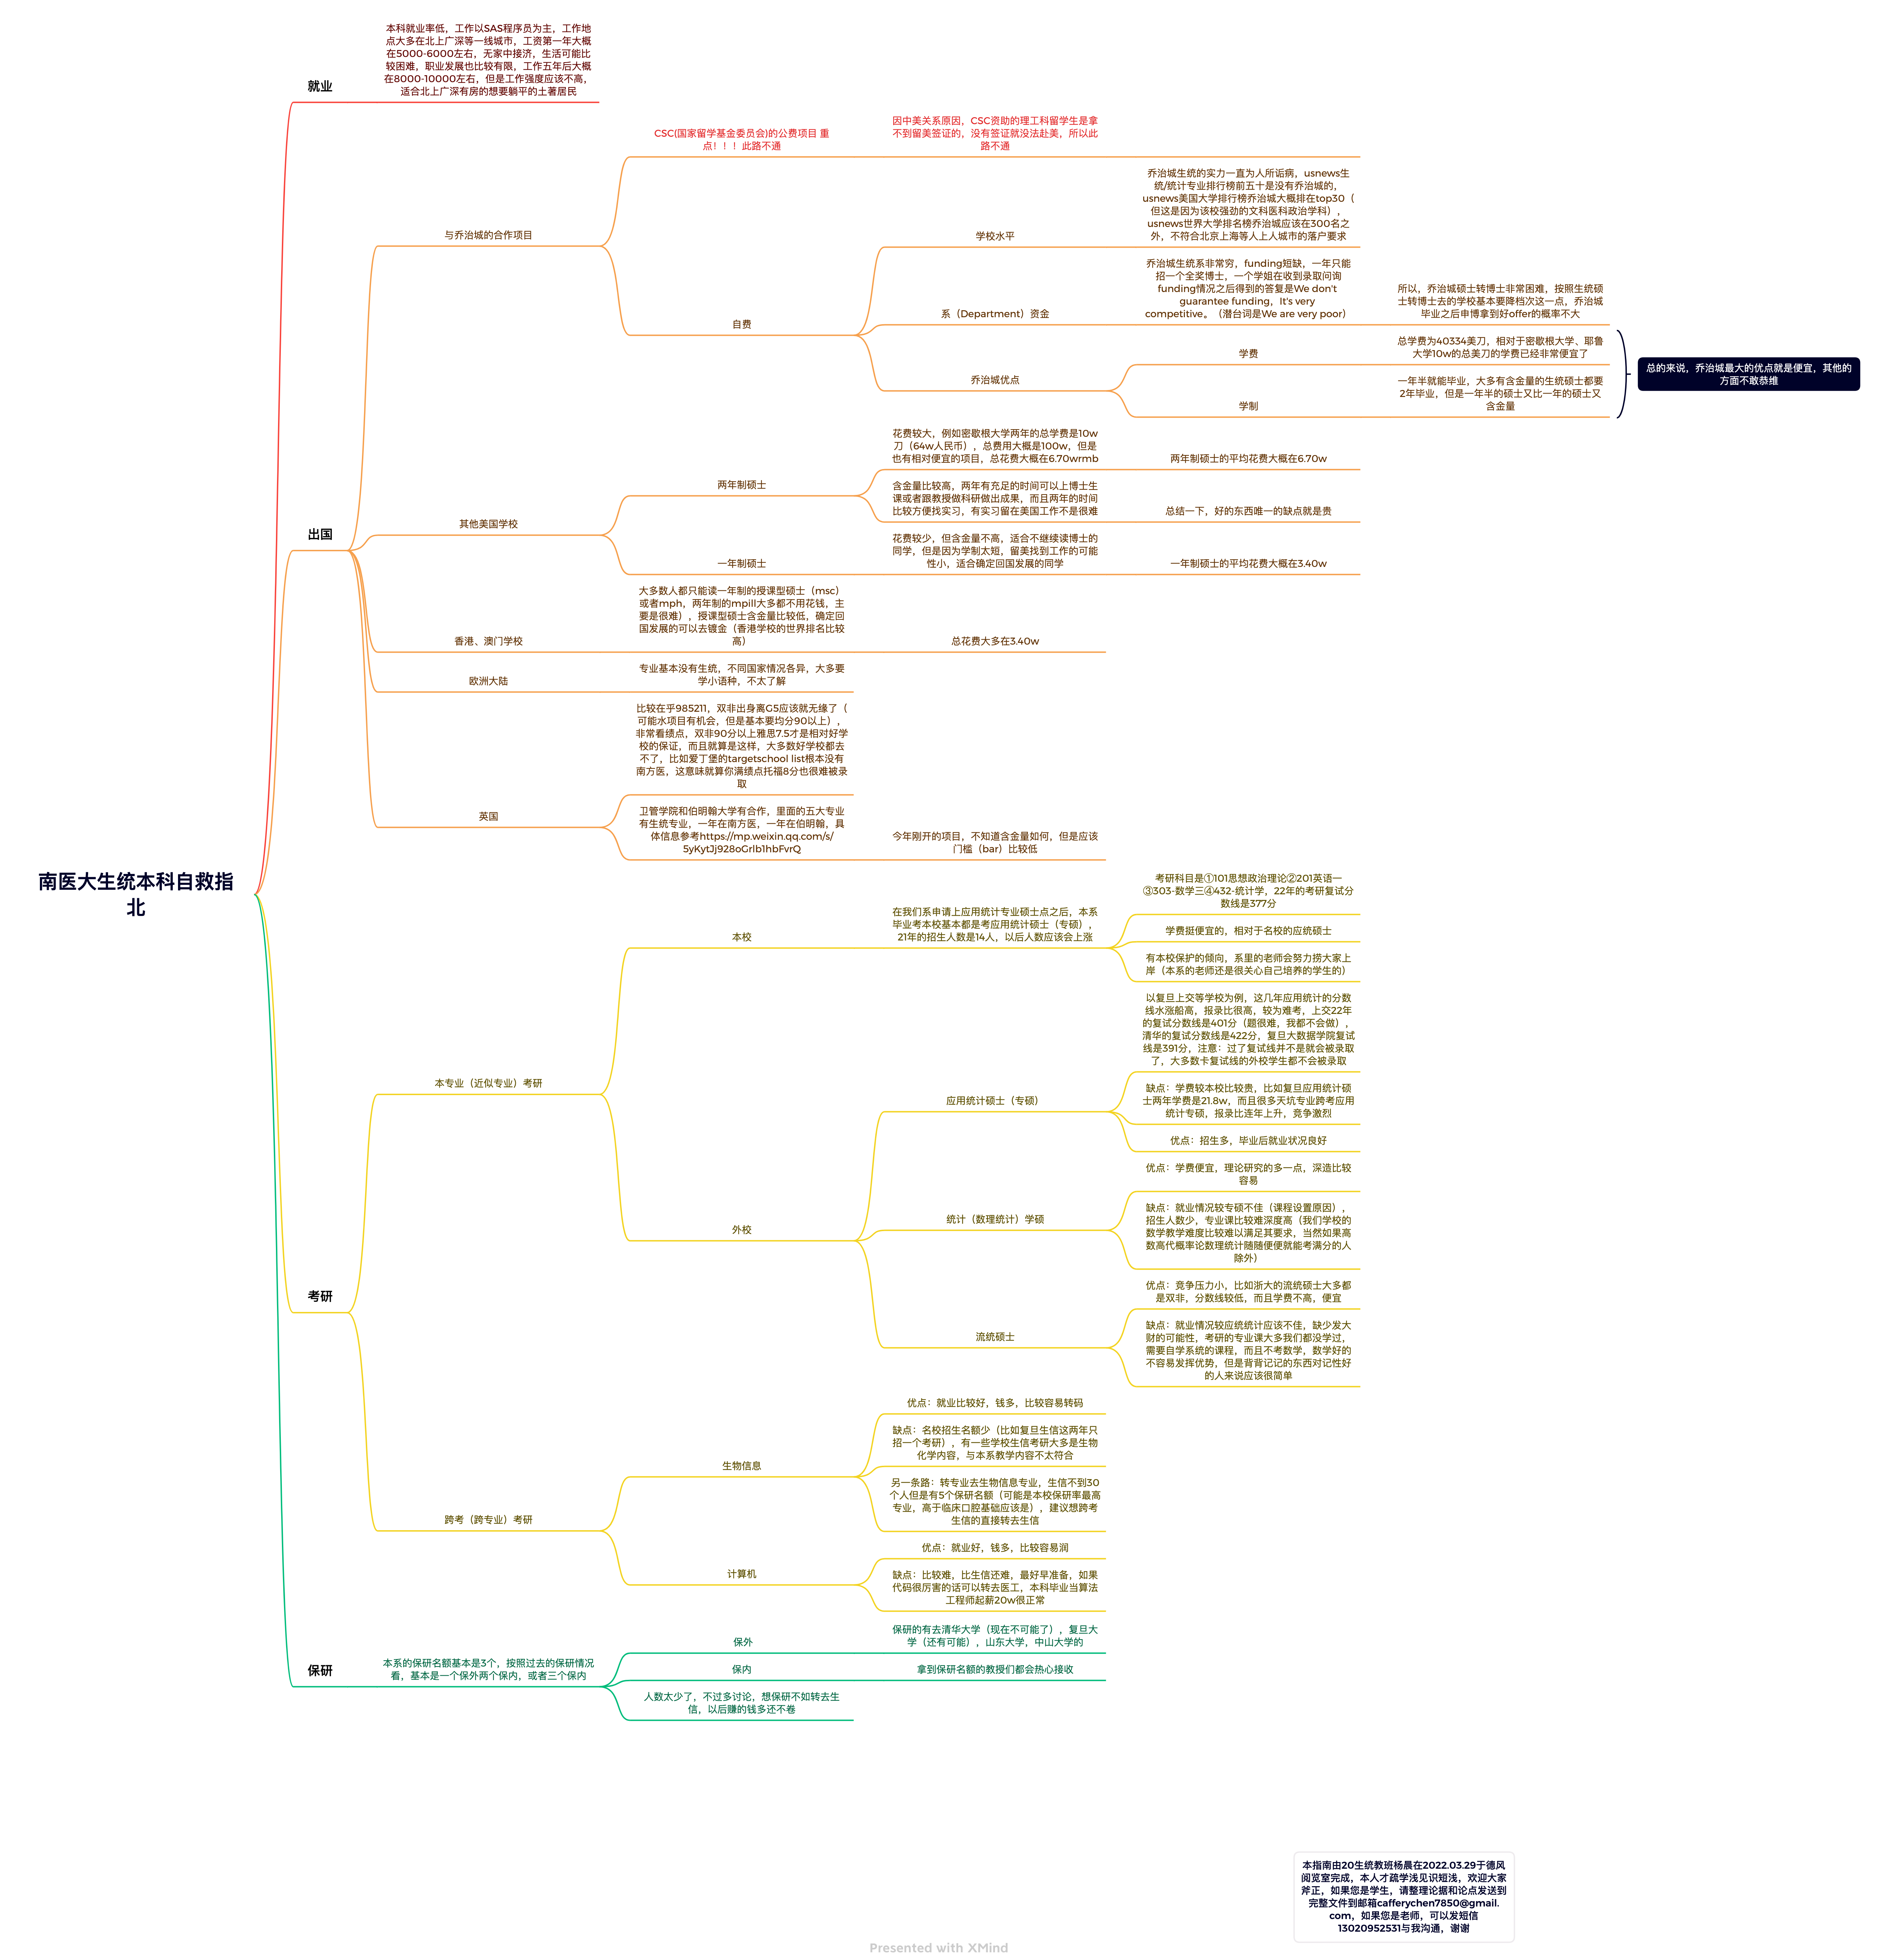 南医大生统本科自救指
北
就业
本科就业率低，工作以SAS程序员为主，工作地
点大多在北上广深等一线城市，工资第一年大概
在5000-6000左右，无家中接济，生活可能比
较困难，职业发展也比较有限，工作五年后大概
在8000-10000左右，但是工作强度应该不高，
适合北上广深有房的想要躺平的土著居民
出国
与乔治城的合作项目
CSC(国家留学基金委员会)的公费项目 重
点！！！此路不通
因中美关系原因，CSC资助的理工科留学生是拿
不到留美签证的，没有签证就没法赴美，所以此
路不通
自费
学校水平
乔治城生统的实力一直为人所诟病，usnews生
统/统计专业排行榜前五十是没有乔治城的，
usnews美国大学排行榜乔治城大概排在top30（
但这是因为该校强劲的文科医科政治学科），
usnews世界大学排名榜乔治城应该在300名之
外，不符合北京上海等人上人城市的落户要求
系（Department）资金
乔治城生统系非常穷，funding短缺，一年只能
招一个全奖博士，一个学姐在收到录取问询
funding情况之后得到的答复是We don't
guarantee funding，It's very
competitive。（潜台词是We are very poor）
所以，乔治城硕士转博士非常困难，按照生统硕
士转博士去的学校基本要降档次这一点，乔治城
毕业之后申博拿到好offer的概率不大
乔治城优点
学费
总学费为40334美刀，相对于密歇根大学、耶鲁
大学10w的总美刀的学费已经非常便宜了
学制
一年半就能毕业，大多有含金量的生统硕士都要
2年毕业，但是一年半的硕士又比一年的硕士又
含金量
总的来说，乔治城最大的优点就是便宜，其他的
方面不敢恭维
其他美国学校
两年制硕士
花费较大，例如密歇根大学两年的总学费是10w
刀（64w人民币），总费用大概是100w，但是
也有相对便宜的项目，总花费大概在6.70wrmb
两年制硕士的平均花费大概在6.70w
含金量比较高，两年有充足的时间可以上博士生
课或者跟教授做科研做出成果，而且两年的时间
比较方便找实习，有实习留在美国工作不是很难
总结一下，好的东西唯一的缺点就是贵
一年制硕士
花费较少，但含金量不高，适合不继续读博士的
同学，但是因为学制太短，留美找到工作的可能
性小，适合确定回国发展的同学
一年制硕士的平均花费大概在3.40w
香港、澳门学校
大多数人都只能读一年制的授课型硕士（msc）
或者mph，两年制的mpill大多都不用花钱，主
要是很难），授课型硕士含金量比较低，确定回
国发展的可以去镀金（香港学校的世界排名比较
高）
总花费大多在3.40w
欧洲大陆
专业基本没有生统，不同国家情况各异，大多要
学小语种，不太了解
英国
比较在乎985211，双非出身离G5应该就无缘了（
可能水项目有机会，但是基本要均分90以上），
非常看绩点，双非90分以上雅思7.5才是相对好学
校的保证，而且就算是这样，大多数好学校都去
不了，比如爱丁堡的targetschool list根本没有
南方医，这意味就算你满绩点托福8分也很难被录
取
卫管学院和伯明翰大学有合作，里面的五大专业
有生统专业，一年在南方医，一年在伯明翰，具
体信息参考https://mp.weixin.qq.com/s/
5yKytJj928oGrlb1hbFvrQ
今年刚开的项目，不知道含金量如何，但是应该
门槛（bar）比较低
考研
本专业（近似专业）考研
本校
在我们系申请上应用统计专业硕士点之后，本系
毕业考本校基本都是考应用统计硕士（专硕），
21年的招生人数是14人，以后人数应该会上涨
考研科目是①101思想政治理论②201英语一
③303-数学三④432-统计学，22年的考研复试分
数线是377分
学费挺便宜的，相对于名校的应统硕士
有本校保护的倾向，系里的老师会努力捞大家上
岸（本系的老师还是很关心自己培养的学生的）
外校
应用统计硕士（专硕）
以复旦上交等学校为例，这几年应用统计的分数
线水涨船高，报录比很高，较为难考，上交22年
的复试分数线是401分（题很难，我都不会做），
清华的复试分数线是422分，复旦大数据学院复试
线是391分，注意：过了复试线并不是就会被录取
了，大多数卡复试线的外校学生都不会被录取
缺点：学费较本校比较贵，比如复旦应用统计硕
士两年学费是21.8w，而且很多天坑专业跨考应用
统计专硕，报录比连年上升，竞争激烈
优点：招生多，毕业后就业状况良好
统计（数理统计）学硕
优点：学费便宜，理论研究的多一点，深造比较
容易
缺点：就业情况较专硕不佳（课程设置原因），
招生人数少，专业课比较难深度高（我们学校的
数学教学难度比较难以满足其要求，当然如果高
数高代概率论数理统计随随便便就能考满分的人
除外）
流统硕士
优点：竞争压力小，比如浙大的流统硕士大多都
是双非，分数线较低，而且学费不高，便宜
缺点：就业情况较应统统计应该不佳，缺少发大
财的可能性，考研的专业课大多我们都没学过，
需要自学系统的课程，而且不考数学，数学好的
不容易发挥优势，但是背背记记的东西对记性好
的人来说应该很简单
跨考（跨专业）考研
生物信息
优点：就业比较好，钱多，比较容易转码
缺点：名校招生名额少（比如复旦生信这两年只
招一个考研），有一些学校生信考研大多是生物
化学内容，与本系教学内容不太符合
另一条路：转专业去生物信息专业，生信不到30
个人但是有5个保研名额（可能是本校保研率最高
专业，高于临床口腔基础应该是），建议想跨考
生信的直接转去生信
计算机
优点：就业好，钱多，比较容易润
缺点：比较难，比生信还难，最好早准备，如果
代码很厉害的话可以转去医工，本科毕业当算法
工程师起薪20w很正常
保研
本系的保研名额基本是3个，按照过去的保研情况
看，基本是一个保外两个保内，或者三个保内
保外
保研的有去清华大学（现在不可能了），复旦大
学（还有可能），山东大学，中山大学的
保内
拿到保研名额的教授们都会热心接收
人数太少了，不过多讨论，想保研不如转去生
信，以后赚的钱多还不卷
本指南由20生统教班杨晨在2022.03.29于德风
阅览室完成，本人才疏学浅见识短浅，欢迎大家
斧正，如果您是学生，请整理论据和论点发送到
完整文件到邮箱cafferychen7850@gmail.
com，如果您是老师，可以发短信
13020952531与我沟通，谢谢
Presented with XMind